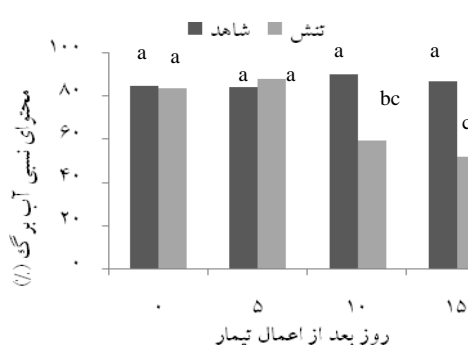 شاهد تنش
a a a a a bc a c
۱۰۰
۸۰
۶۰
۴۰
۲۰
۰
محتوای نسبی آب برگ (٪)
۰ ۵ ۱۰ ۱۵
روز بعد از اعمال تیمار